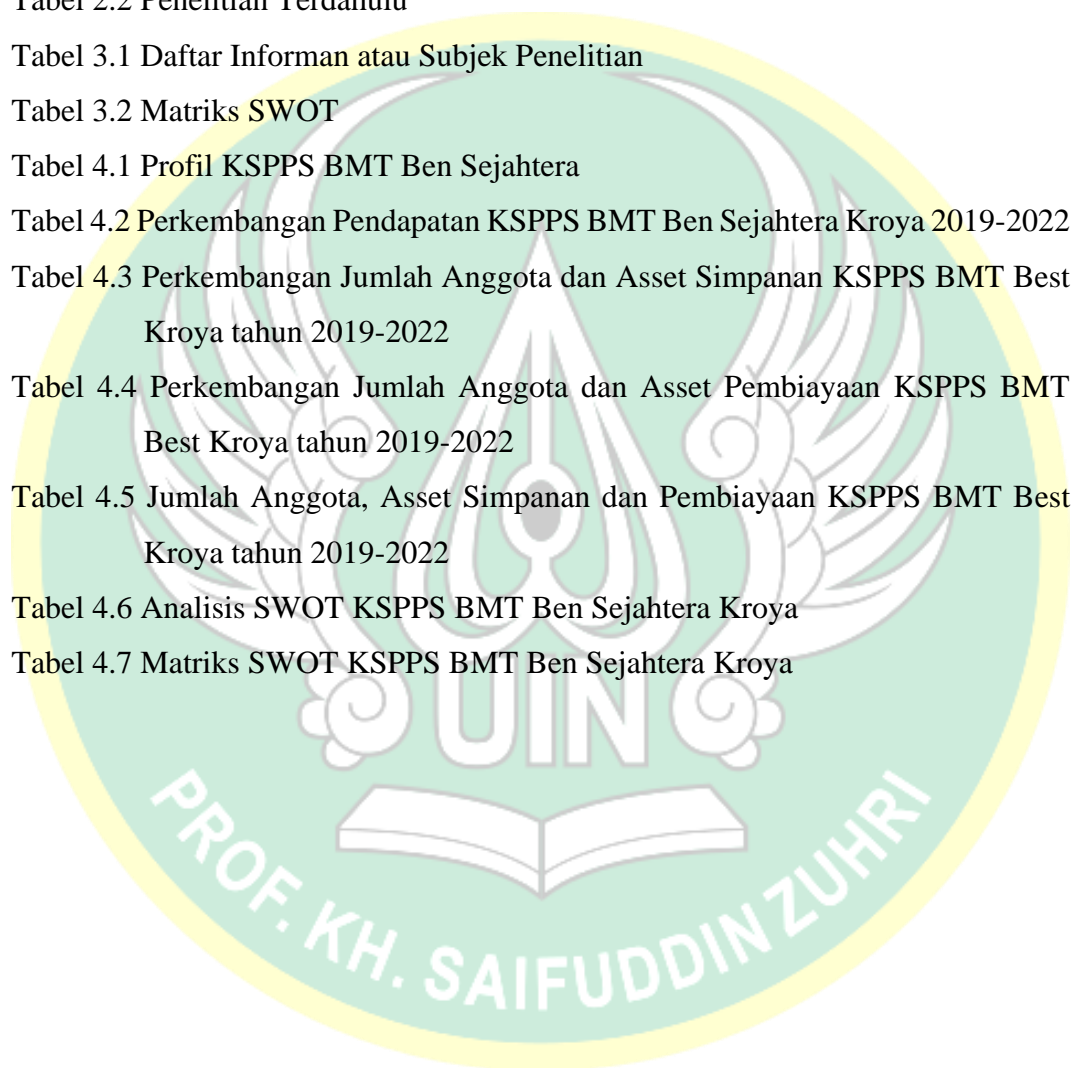 Tabel 2.2 Penelitian Terdahulu
Tabel 3.1 Daftar Informan atau Subjek Penelitian
Tabel 3.2 Matriks SWOT
Tabel 4.1 Profil KSPPS BMT Ben Sejahtera
Tabel 4.2 Perkembangan Pendapatan KSPPS BMT Ben Sejahtera Kroya 2019-2022
Tabel 4.3 Perkembangan Jumlah Anggota dan Asset Simpanan KSPPS BMT Best
Kroya tahun 2019-2022
Tabel 4.4 Perkembangan Jumlah Anggota dan Asset Pembiayaan KSPPS BMT
Best Kroya tahun 2019-2022
Tabel 4.5 Jumlah Anggota, Asset Simpanan dan Pembiayaan KSPPS BMT Best
Kroya tahun 2019-2022
Tabel 4.6 Analisis SWOT KSPPS BMT Ben Sejahtera Kroya
Tabel 4.7 Matriks SWOT KSPPS BMT Ben Sejahtera Kroya
UIN
PROF. KH. SAIFUDDIN ZUHRI